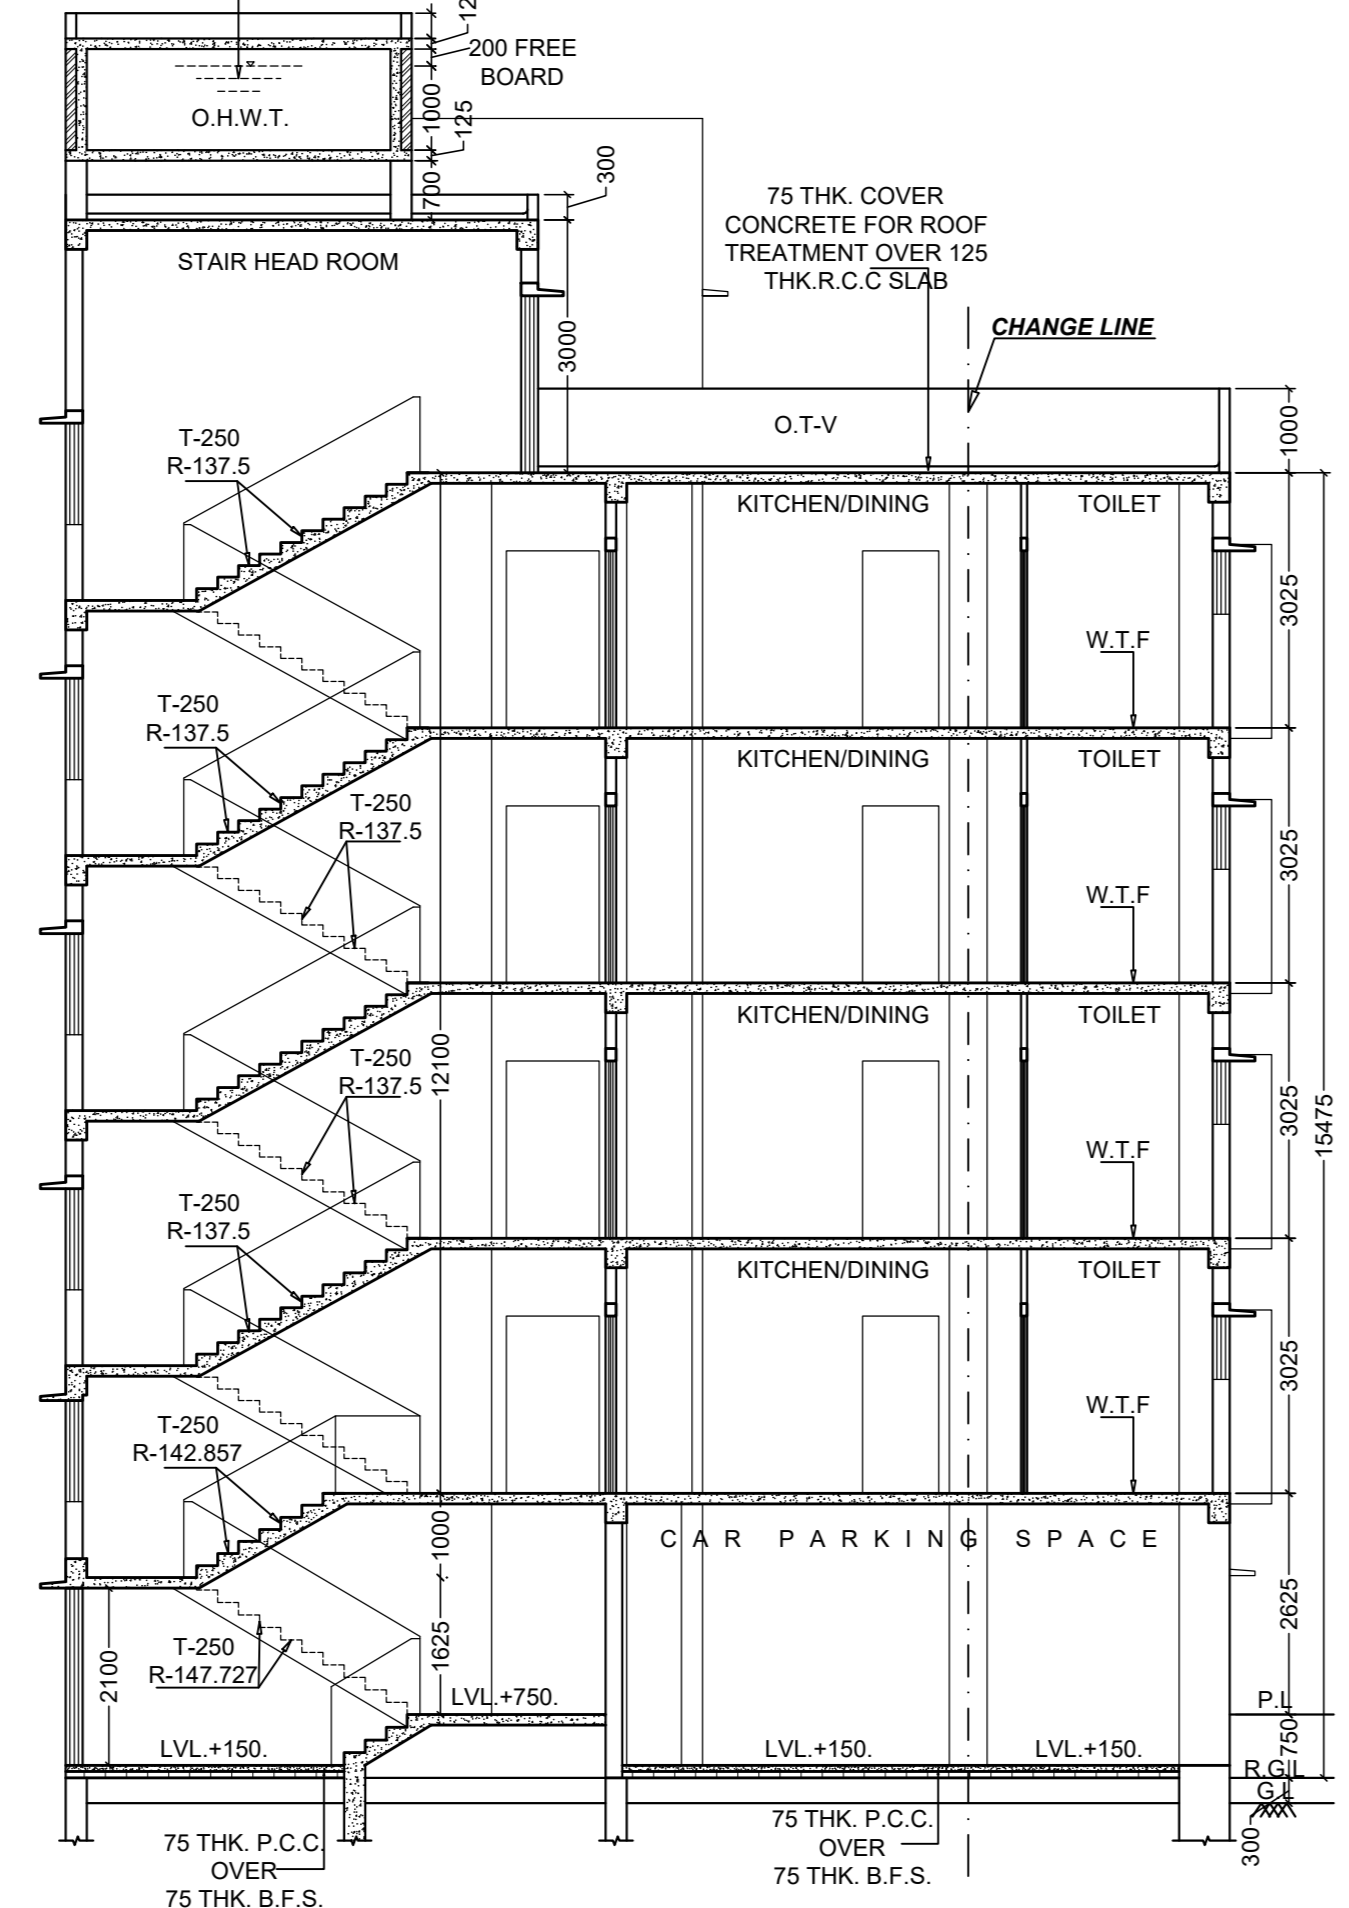 12
200 FREE
BOARD
1000
125
O.H.W.T.
700
300
75 THK. COVER
CONCRETE FOR ROOF
TREATMENT OVER 125
THK.R.C.C SLAB
STAIR HEAD ROOM
CHANGE LINE
3000
1000
O.T-V
T-250
R-137.5
KITCHEN/DINING
TOILET
3025
W.T.F
T-250
R-137.5
KITCHEN/DINING
TOILET
T-250
R-137.5
3025
W.T.F
KITCHEN/DINING
TOILET
T-250
R-137.5
12100
3025
15475
W.T.F
T-250
R-137.5
KITCHEN/DINING
TOILET
3025
W.T.F
T-250
R-142.857
1000
CAR PARKING SPACE
2625
T-250
R-147.727
1625
2100
LVL.+750.
P.L
750
LVL.+150.
LVL.+150.
LVL.+150.
R.G.L
G.L
300
75 THK. P.C.C.
OVER
75 THK. B.F.S.
75 THK. P.C.C.
OVER
75 THK. B.F.S.